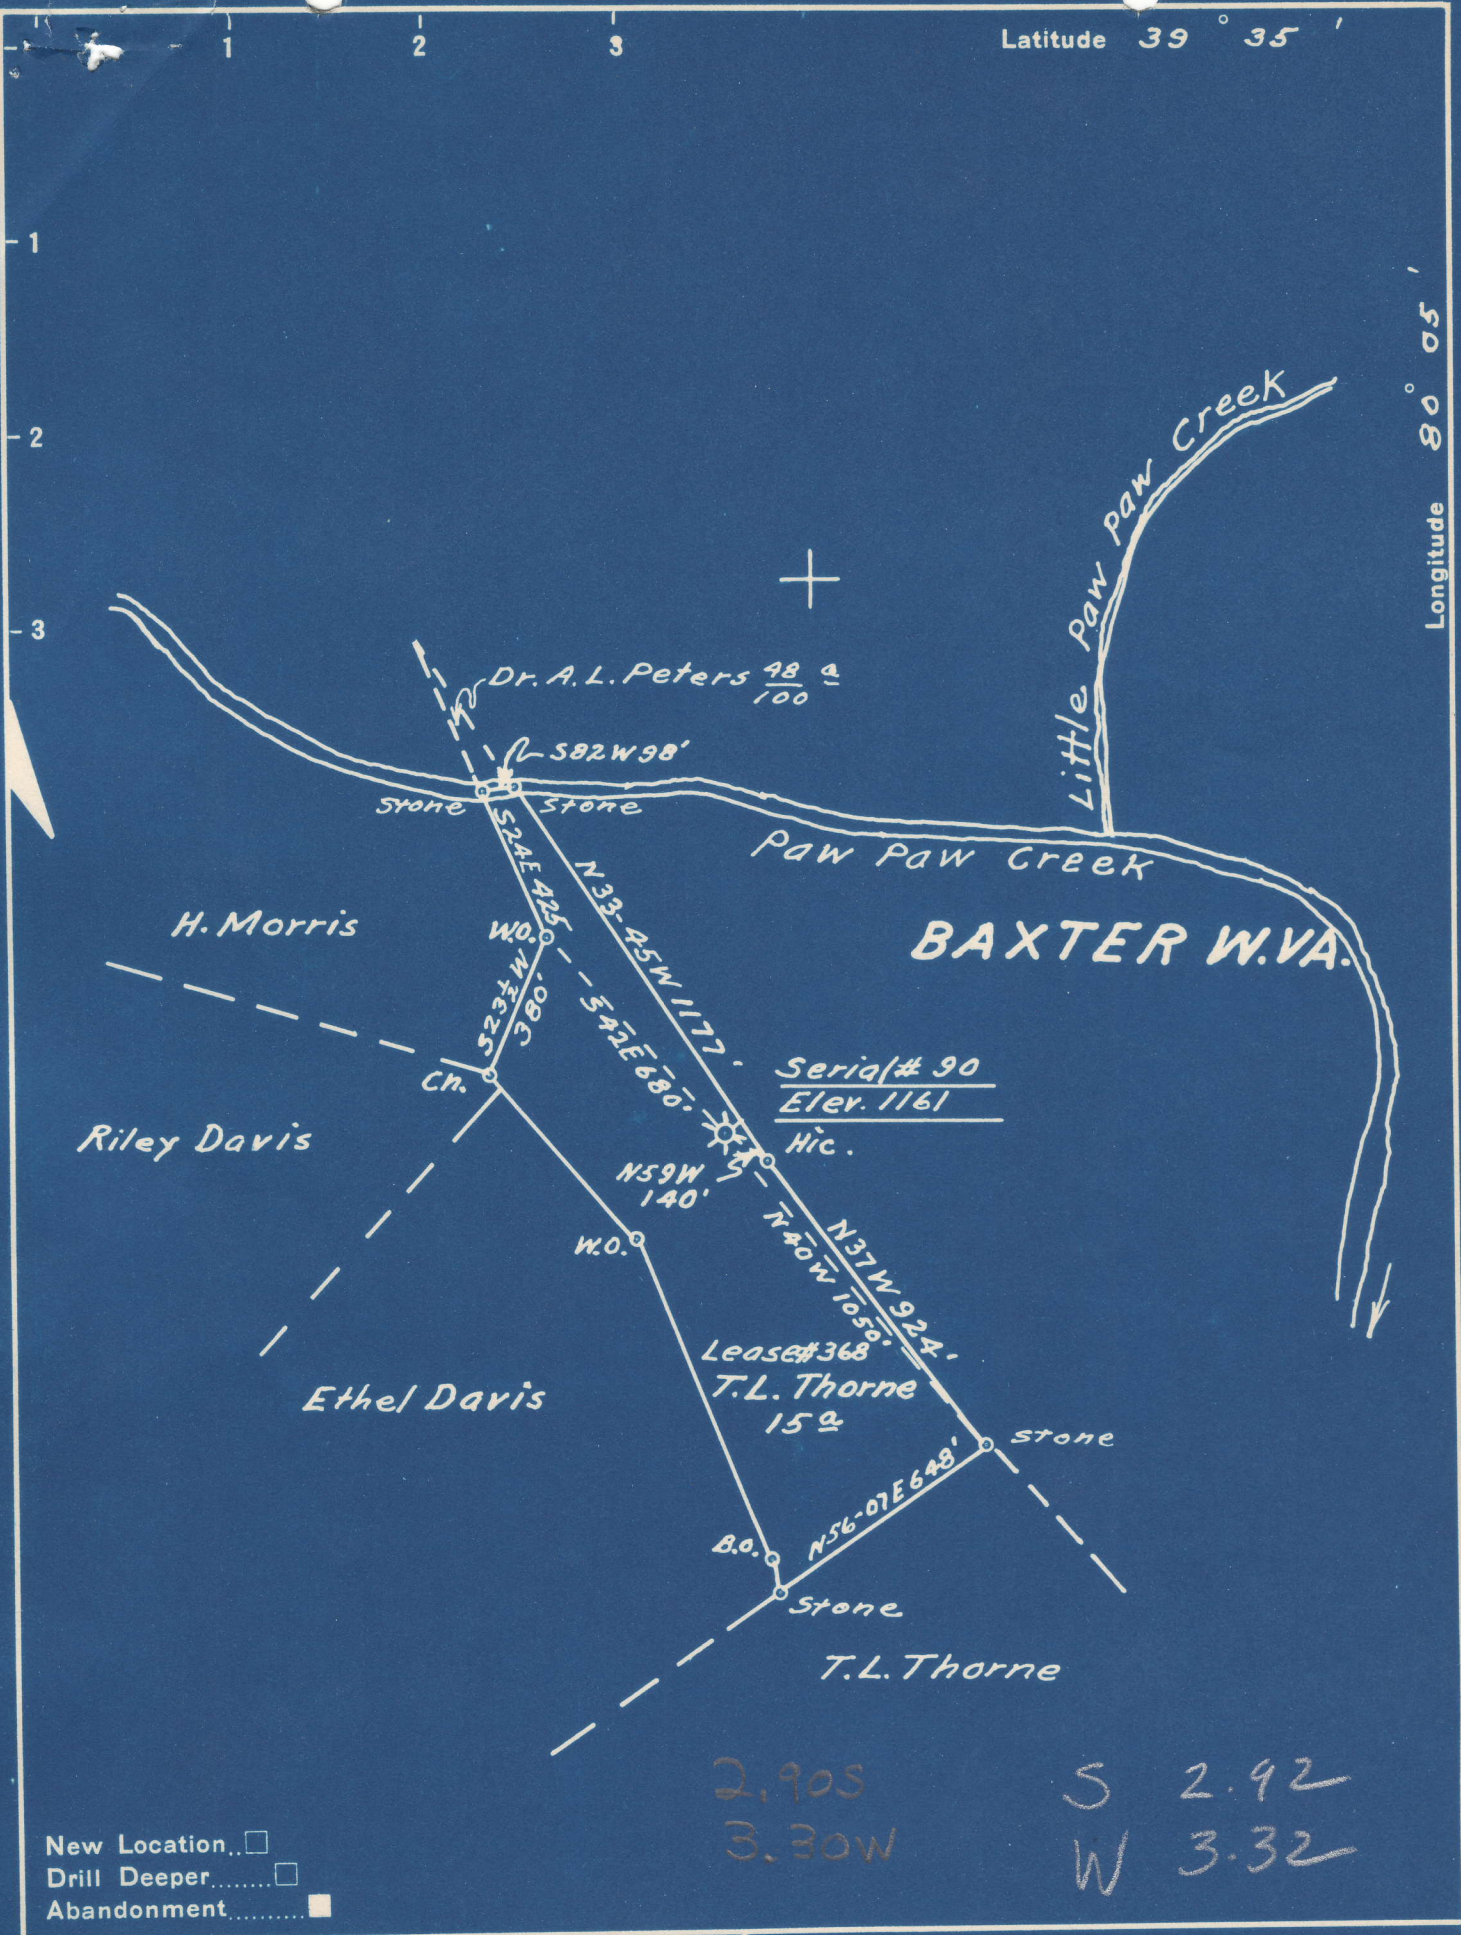 1 2 3 Latitude 39° 35'
1
2
3
Longitude 80° 05'
Little Paw Paw Creek
Dr. A. L. Peters 48/100 a
S82W98'
Stone
Stone
Paw Paw Creek
BAXTER W.VA.
S24E 425
N33-45W 1177'
H. Morris
W.O.
S23½W
380'
S42E 680'
Cn.
Serial# 90
Elev. 1161
Hic.
Riley Davis
N59W
140'
W.O.
N37W 924'
N40W 1050'
Lease#368
T.L. Thorne
15 a
Ethel Davis
Stone
N56-07E 648'
B.O.
Stone
T.L. Thorne
2.90S
3.30W
S 2.92
W 3.32
New Location..
Drill Deeper........
Abandonment..........